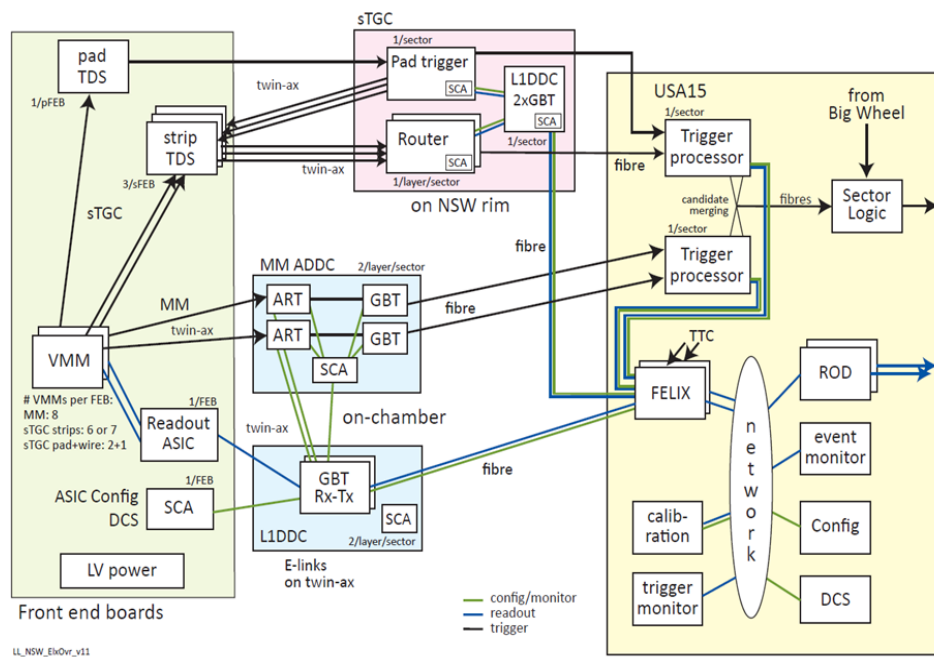 sTGC
pad
TDS
1/pFEB
twin-ax
1/sector
Pad trigger
SCA
L1DDC
2xGBT
SCA
1/sector
strip
TDS
3/sFEB
sTGC
twin-ax
Router
SCA
1/layer/sector
on NSW rim
fibre
USA15
1/sector
Trigger
processor
from
Big Wheel
candidate
merging
fibres
Sector
Logic
1/sector
Trigger
processor
fibre
MM ADDC
2/layer/sector
MM
ART
GBT
twin-ax
ART
GBT
fibre
SCA
on-chamber
VMM
# VMMs per FEB:
MM: 8
sTGC strips: 6 or 7
sTGC pad+wire: 2+1
1/FEB
Readout
ASIC
twin-ax
TTC
FELIX
ROD
network
event
monitor
GBT
Rx-Tx
fibre
ASIC Config
DCS
1/FEB
SCA
SCA
L1DDC
2/layer/sector
calib-
ration
Config
E-links
on twin-ax
LV power
trigger
monitor
DCS
Front end boards
config/monitor
readout
trigger
LL_NSW_ElxOvr_v11